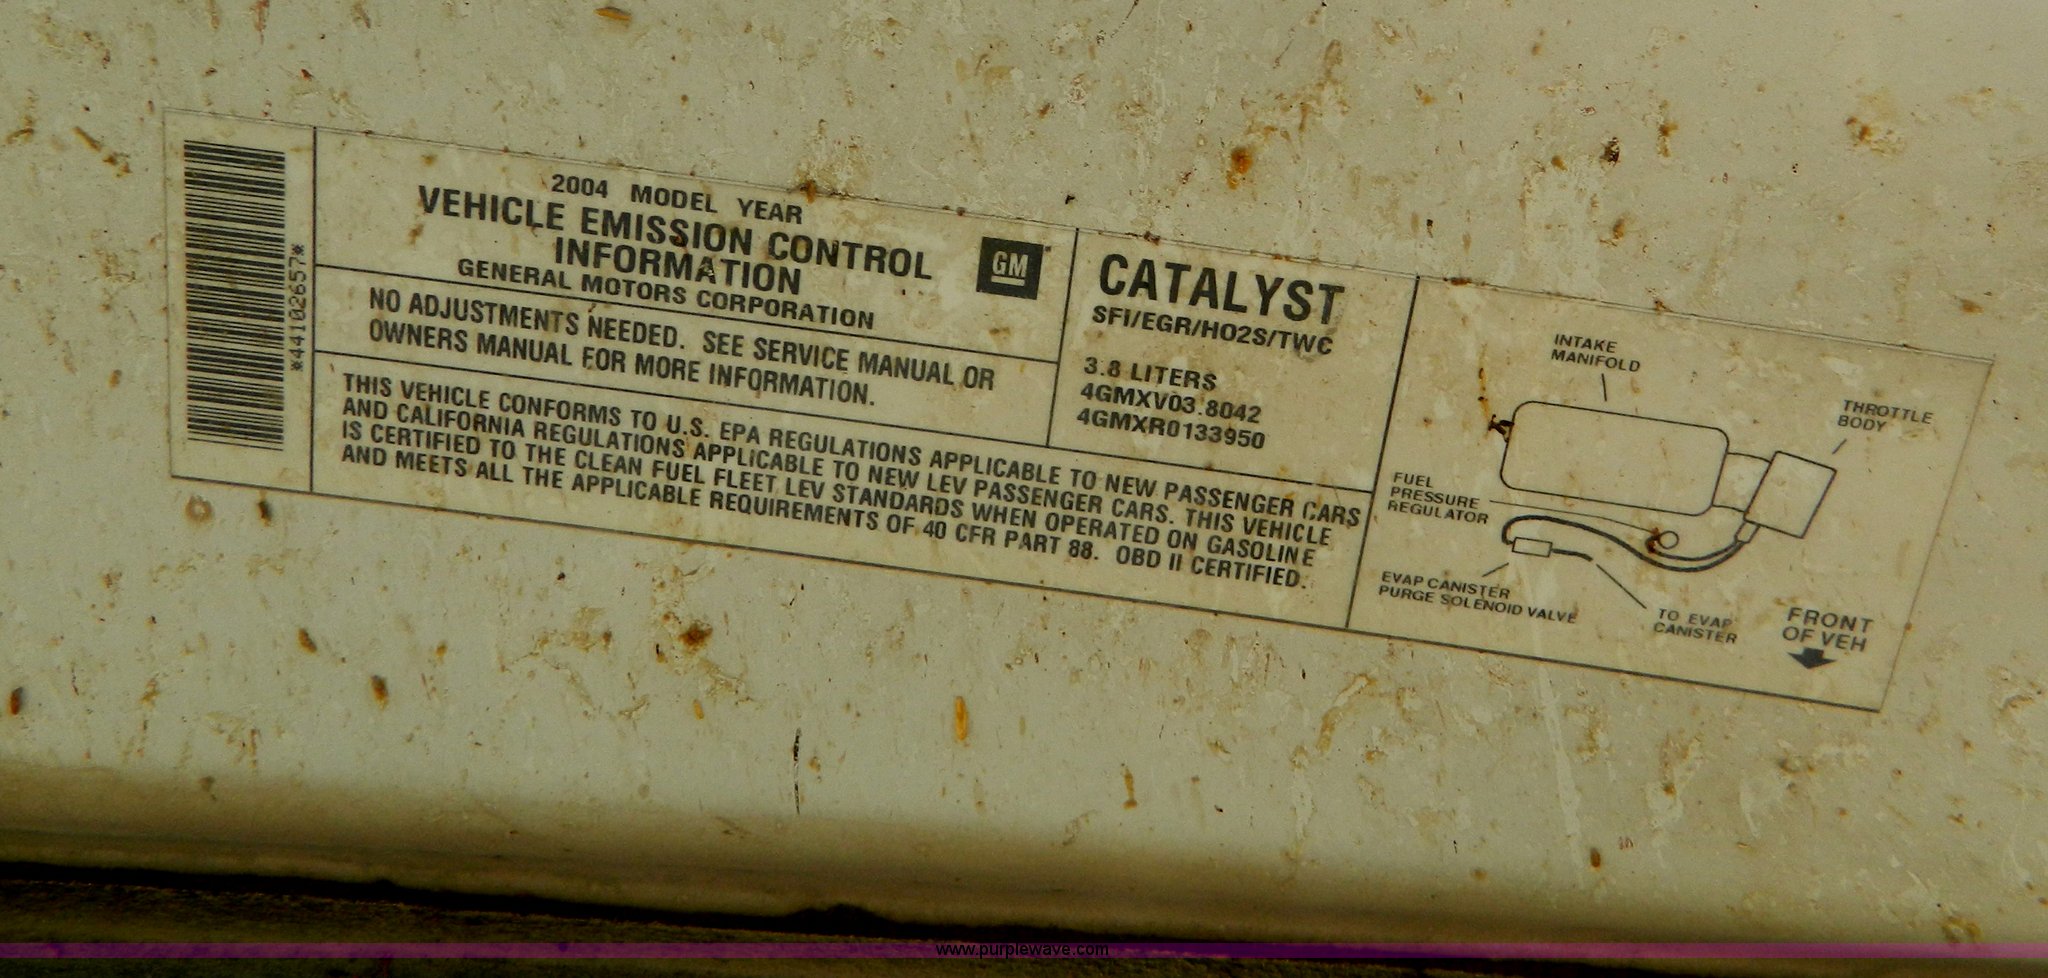 *44102657*
2004 MODEL YEAR
VEHICLE EMISSION CONTROL
INFORMATION
GENERAL MOTORS CORPORATION
GM
NO ADJUSTMENTS NEEDED. SEE SERVICE MANUAL OR
OWNERS MANUAL FOR MORE INFORMATION.
THIS VEHICLE CONFORMS TO U.S. EPA REGULATIONS APPLICABLE TO NEW PASSENGER CARS
AND CALIFORNIA REGULATIONS APPLICABLE TO NEW LEV PASSENGER CARS. THIS VEHICLE
IS CERTIFIED TO THE CLEAN FUEL FLEET LEV STANDARDS WHEN OPERATED ON GASOLINE
AND MEETS ALL THE APPLICABLE REQUIREMENTS OF 40 CFR PART 88. OBD II CERTIFIED.
CATALYST
SFI/EGR/HO2S/TWC
3.8 LITERS
4GMXV03.8042
4GMXR0133950
INTAKE
MANIFOLD
THROTTLE
BODY
FUEL
PRESSURE
REGULATOR
EVAP CANISTER
PURGE SOLENOID VALVE
TO EVAP
CANISTER
FRONT
OF VEH
www.purplewave.com